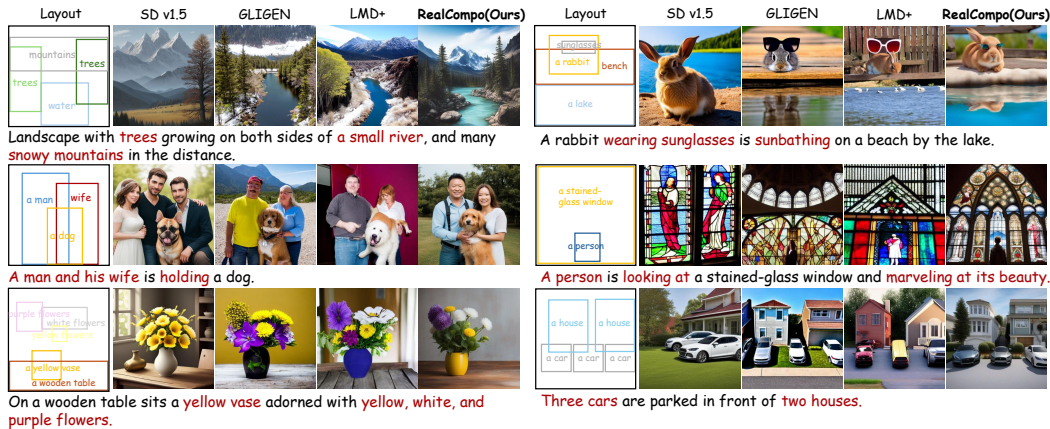 Layout SD v1.5 GLIGEN LMD+ RealCompo(Ours)
mountains
trees
trees
water
Landscape with trees growing on both sides of a small river, and many
snowy mountains in the distance.
a man
wife
a dog
A man and his wife is holding a dog.
purple flowers
white flowers
yellow flowers
a yellow vase
a wooden table
On a wooden table sits a yellow vase adorned with yellow, white, and
purple flowers.
Layout SD v1.5 GLIGEN LMD+ RealCompo(Ours)
sunglasses
a rabbit
bench
a lake
A rabbit wearing sunglasses is sunbathing on a beach by the lake.
a stained-
glass window
a person
A person is looking at a stained-glass window and marveling at its beauty.
a house a house
a car a car a car
Three cars are parked in front of two houses.